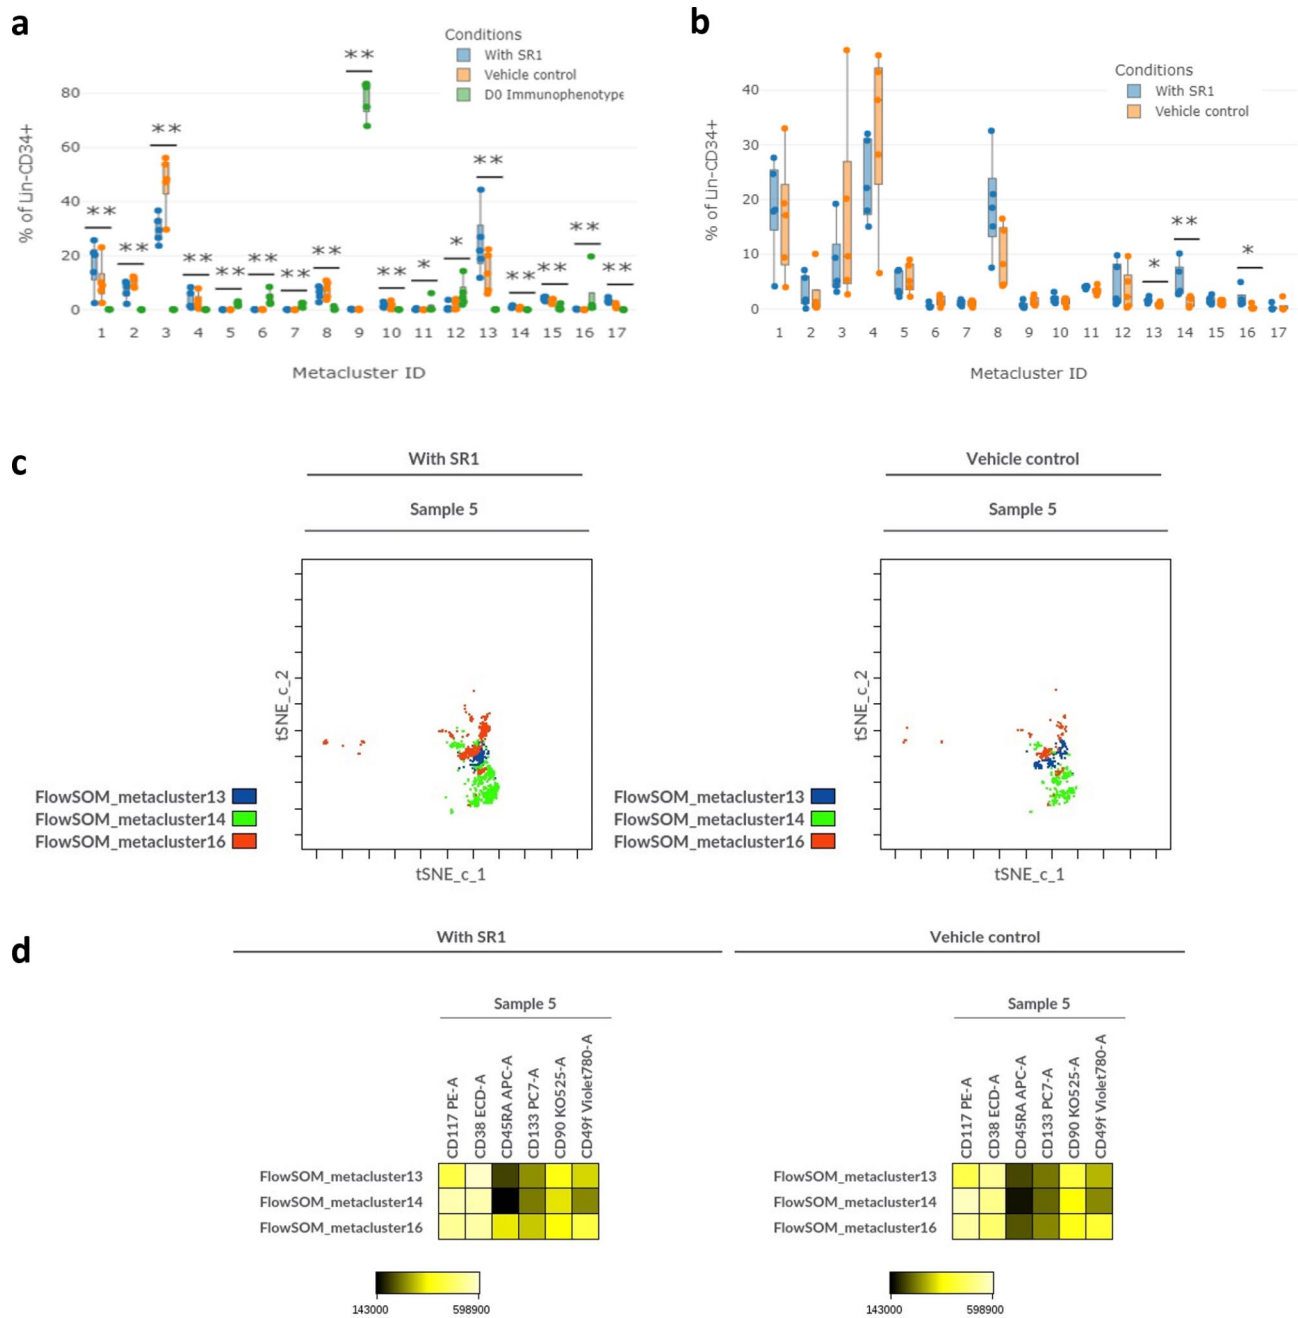 a
Conditions
With SR1
Vehicle control
D0 Immunophenotype
% of Lin-CD34+
80
60
40
20
0
** ** ** ** ** ** ** ** ** ** * * ** ** ** ** **
1 2 3 4 5 6 7 8 9 10 11 12 13 14 15 16 17
Metacluster ID
b
Conditions
With SR1
Vehicle control
% of Lin-CD34+
40
30
20
10
0
* ** *
1 2 3 4 5 6 7 8 9 10 11 12 13 14 15 16 17
Metacluster ID
c
With SR1
Sample 5
tSNE_c_2
FlowSOM_metacluster13
FlowSOM_metacluster14
FlowSOM_metacluster16
tSNE_c_1
Vehicle control
Sample 5
tSNE_c_2
FlowSOM_metacluster13
FlowSOM_metacluster14
FlowSOM_metacluster16
tSNE_c_1
d
With SR1
Sample 5
CD117 PE-A
CD38 ECD-A
CD45RA APC-A
CD133 PC7-A
CD90 KO525-A
CD49f Violet780-A
FlowSOM_metacluster13
FlowSOM_metacluster14
FlowSOM_metacluster16
143000 598900
Vehicle control
Sample 5
CD117 PE-A
CD38 ECD-A
CD45RA APC-A
CD133 PC7-A
CD90 KO525-A
CD49f Violet780-A
FlowSOM_metacluster13
FlowSOM_metacluster14
FlowSOM_metacluster16
143000 598900